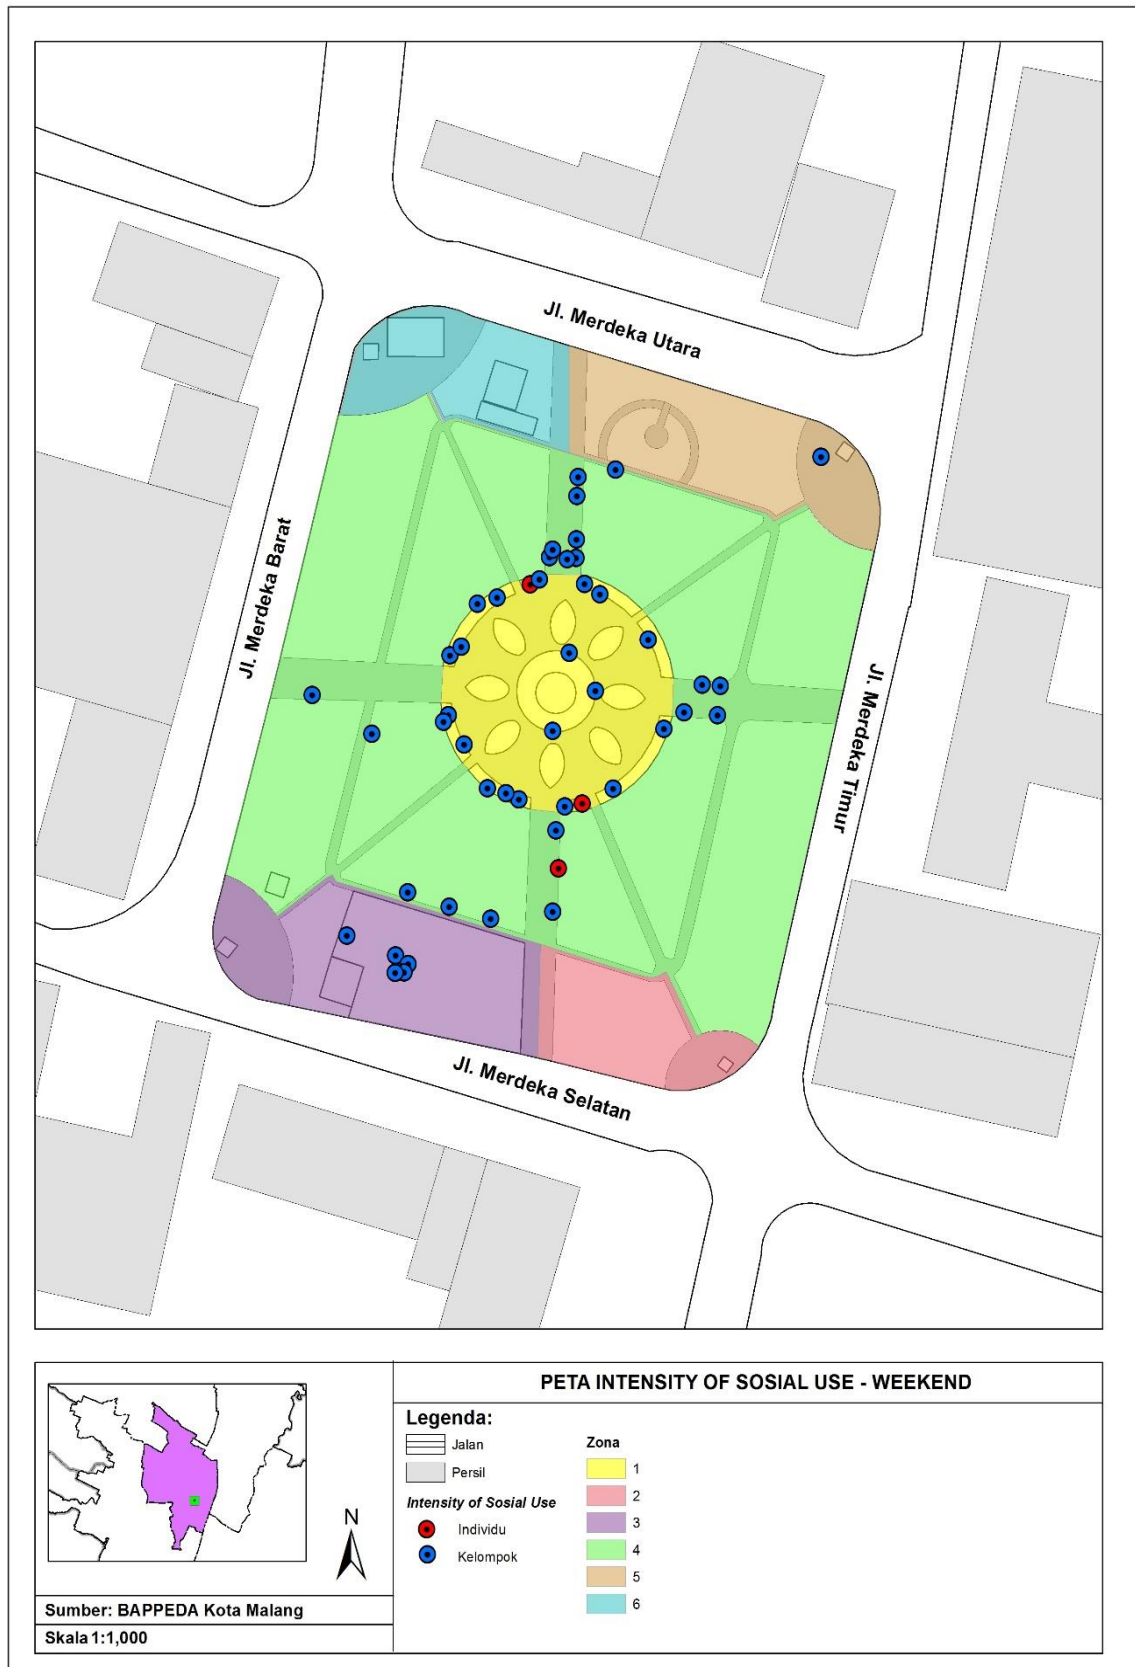 Jl. Merdeka Utara
Jl. Merdeka Barat
Jl. Merdeka Timur
Jl. Merdeka Selatan
PETA INTENSITY OF SOSIAL USE - WEEKEND
Legenda:
Jalan
Persil
Intensity of Sosial Use
Individu
Kelompok
Zona
1
2
3
4
5
6
N
Sumber: BAPPEDA Kota Malang
Skala 1:1,000